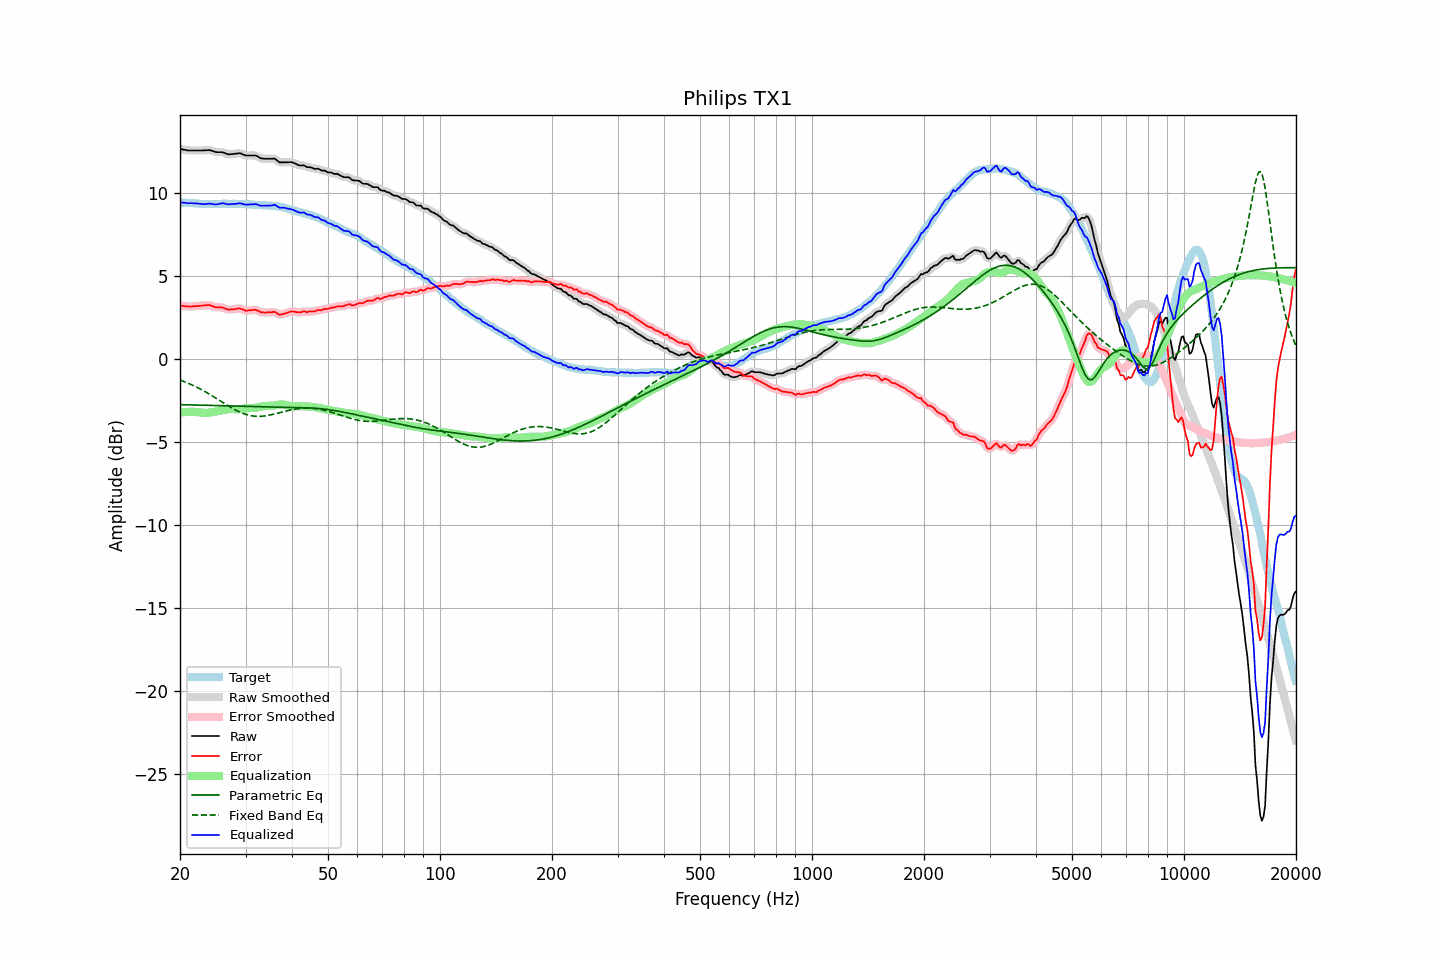 Philips TX1
Amplitude (dBr)
10
5
0
−5
−10
−15
−20
−25
Target
Raw Smoothed
Error Smoothed
Raw
Error
Equalization
Parametric Eq
Fixed Band Eq
Equalized
20 50 100 200 500 1000 2000 5000 10000 20000
Frequency (Hz)